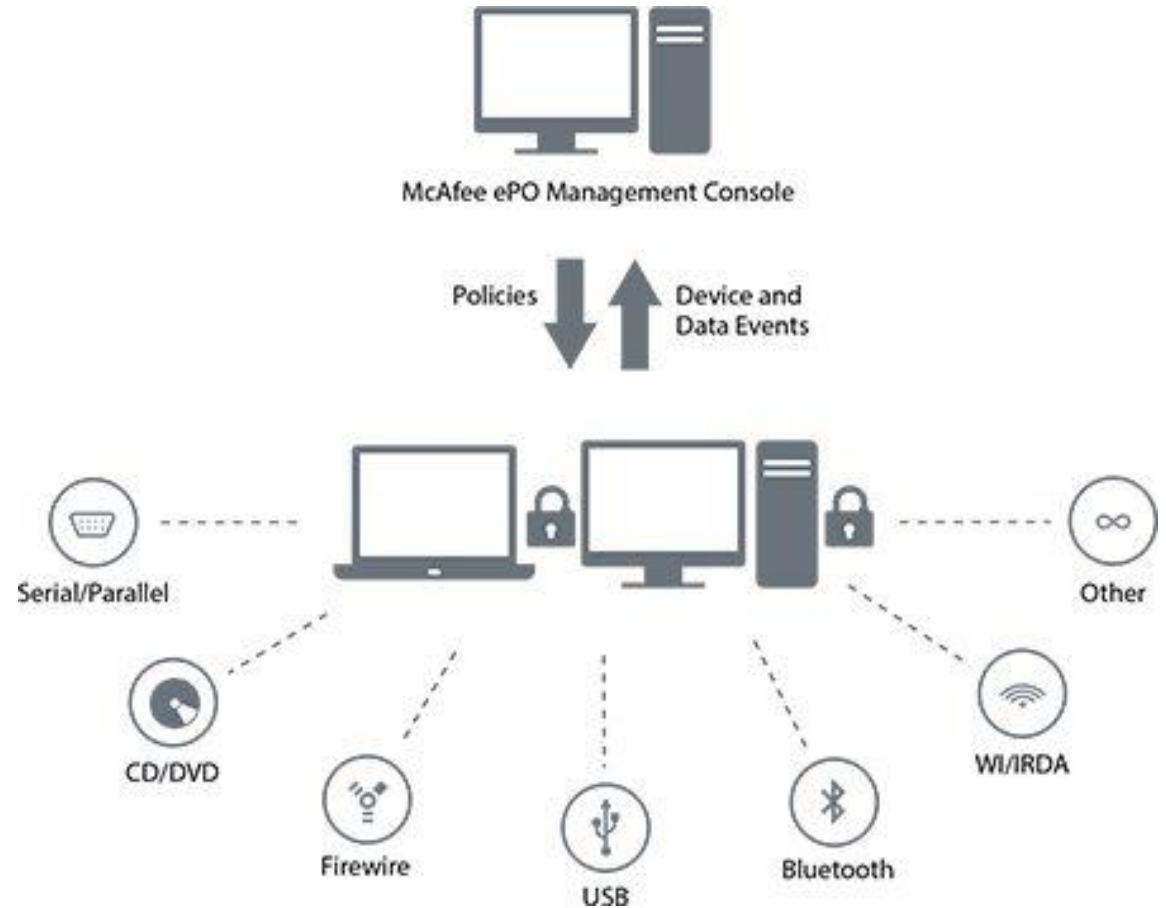 McAfee ePO Management Console
Policies
Device and
Data Events
Serial/Parallel
Other
CD/DVD
WI/IRDA
Firewire
Bluetooth
USB